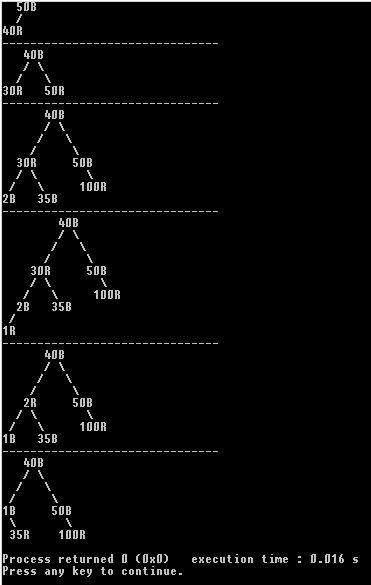 50B
/
40R
-------------------------------
40B
/ \
/ \
30R 50R
-------------------------------
40B
/ \
/ \
/ \
30R 50B
/ \ \
/ \ 100R
2B 35B
-------------------------------
40B
/ \
/ \
/ \
30R 50B
/ \ \
/ \ 100R
2B 35B
/
1R
-------------------------------
40B
/ \
/ \
/ \
2R 50B
/ \ \
/ \ 100R
1B 35B
-------------------------------
40B
/ \
/ \
1B 50B
\ \
35R 100R
Process returned 0 (0x0) execution time : 0.016 s
Press any key to continue.